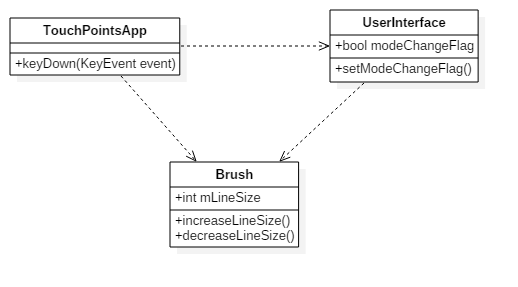 TouchPointsApp
+keyDown(KeyEvent event)
UserInterface
+bool modeChangeFlag
+setModeChangeFlag()
Brush
+int mLineSize
+increaseLineSize()
+decreaseLineSize()